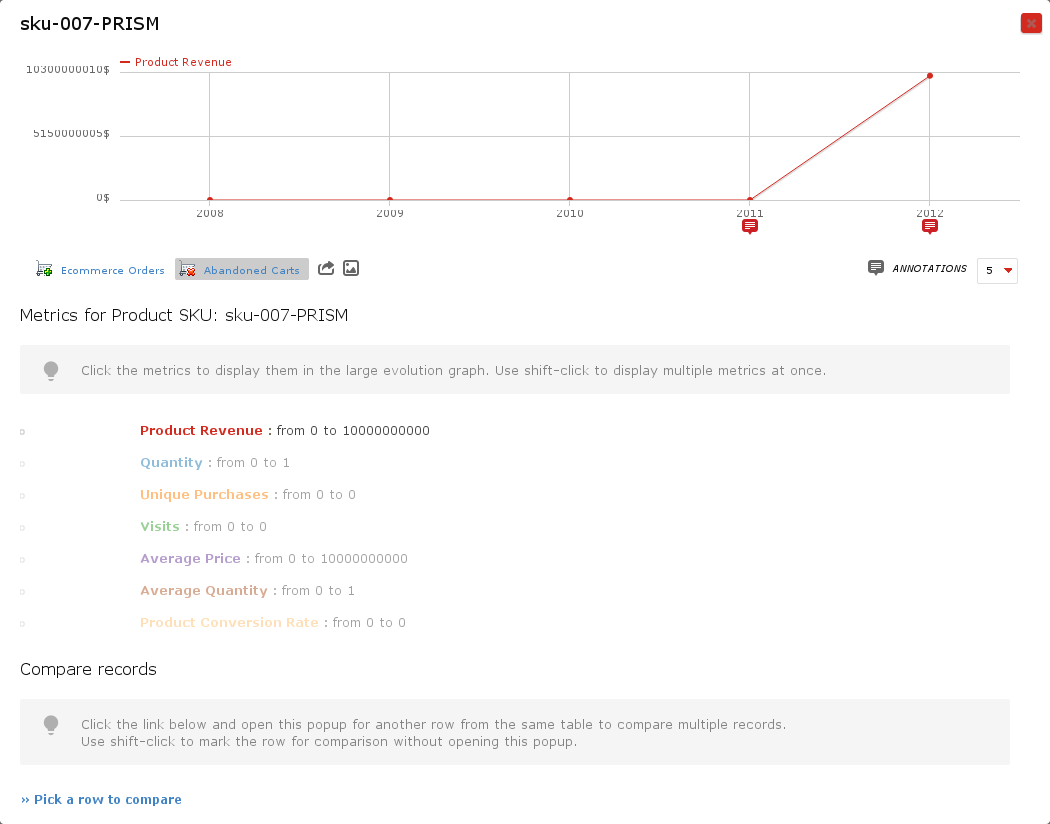 sku-007-PRISM
Product Revenue
10300000010$
5150000005$
0$
2008 2009 2010 2011 2012
Ecommerce Orders Abandoned Carts ANNOTATIONS 5
Metrics for Product SKU: sku-007-PRISM
Click the metrics to display them in the large evolution graph. Use shift-click to display multiple metrics at once.
Product Revenue : from 0 to 10000000000
Quantity : from 0 to 1
Unique Purchases : from 0 to 0
Visits : from 0 to 0
Average Price : from 0 to 10000000000
Average Quantity : from 0 to 1
Product Conversion Rate : from 0 to 0
Compare records
Click the link below and open this popup for another row from the same table to compare multiple records.
Use shift-click to mark the row for comparison without opening this popup.
» Pick a row to compare